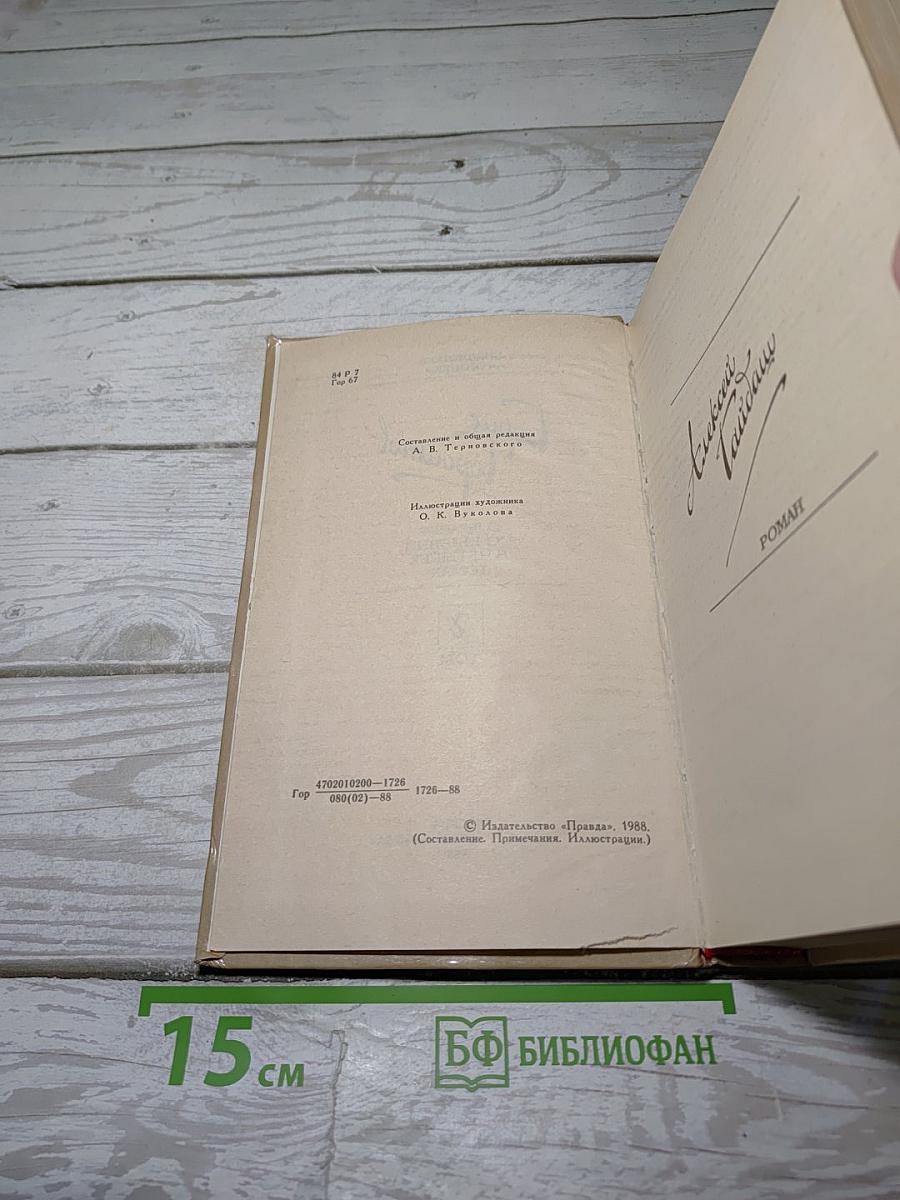 84 Р 7
Гор 67
Составление и общая редакция
А. В. Терновского
Иллюстрации художника
О. К. Вуколова
Гор 4702010200—1726 1726—88
080(02)—88
© Издательство «Правда», 1988.
(Составление. Примечания. Иллюстрации.)
Алексей
Гайдаш
РОМАН
15 см
БФ БИБЛИОФАН